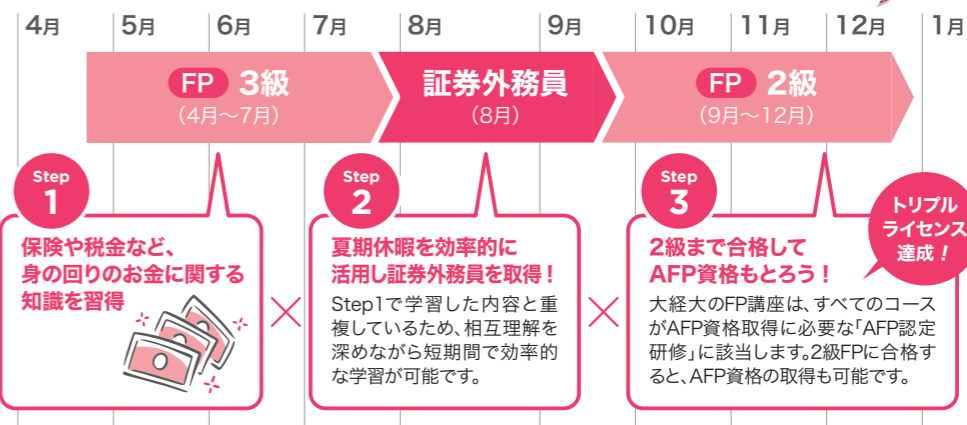 4月 5月 6月 7月 8月 9月 10月 11月 12月 1月
FP 3級
(4月〜7月)
証券外務員
(8月)
FP 2級
(9月〜12月)
Step
1
保険や税金など、
身の回りのお金に関する
知識を習得
×
Step
2
夏期休暇を効率的に
活用し証券外務員を取得！
Step1で学習した内容と重
複しているため、相互理解を
深めながら短期間で効率的
な学習が可能です。
×
Step
3
2級まで合格して
AFP資格もとろう！
大経大のFP講座は、すべてのコース
がAFP資格取得に必要な「AFP認定
研修」に該当します。2級FPに合格す
ると、AFP資格の取得も可能です。
トリプル
ライセンス
達成！